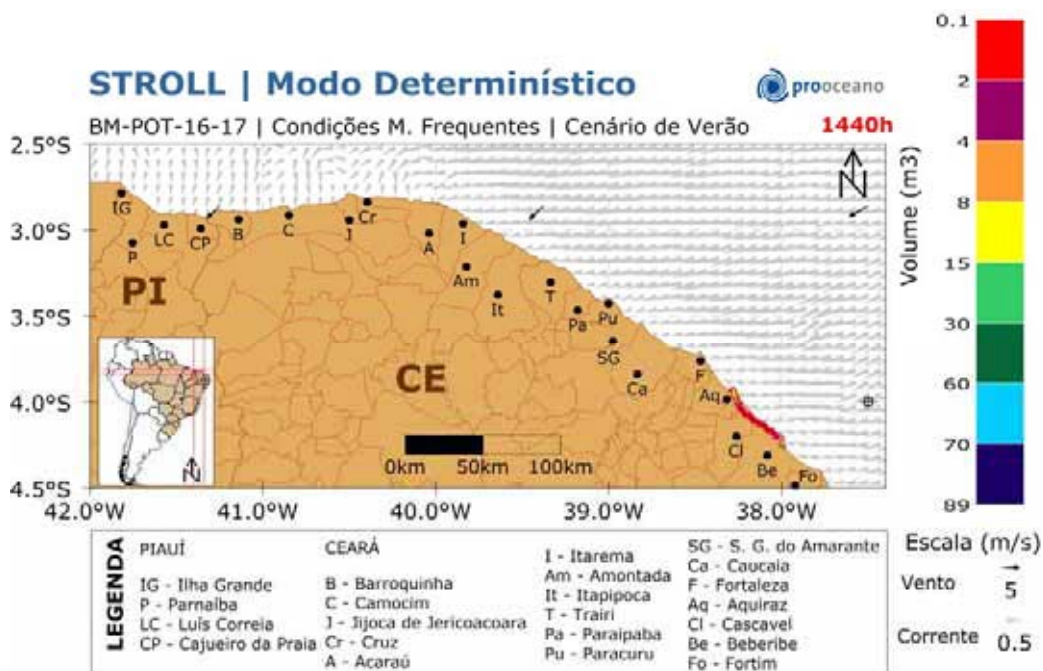 STROLL | Modo Determinístico
prooceano
BM-POT-16-17 | Condições M. Frequentes | Cenário de Verão
1440h
2.5°S
3.0°S
3.5°S
4.0°S
4.5°S
42.0°W
41.0°W
40.0°W
39.0°W
38.0°W
N
IG
LC
CP
P
B
C
J
Cr
A
I
Am
It
T
Pa
Pu
SG
Ca
F
Aq
Cl
Be
Fo
PI
CE
0km
50km
100km
N
Volume (m3)
0.1
2
4
8
15
30
60
70
89
LEGENDA
PIAUÍ
IG - Ilha Grande
P - Parnaíba
LC - Luís Correia
CP - Cajueiro da Praia
CEARÁ
B - Barroquinha
C - Camocim
J - Jijoca de Jericoacoara
Cr - Cruz
A - Acaraú
I - Itarema
Am - Amontada
It - Itapipoca
T - Trairi
Pa - Paraipaba
Pu - Paracuru
SG - S. G. do Amarante
Ca - Caucaia
F - Fortaleza
Aq - Aquiraz
Cl - Cascavel
Be - Beberibe
Fo - Fortim
Escala (m/s)
Vento
5
Corrente
0.5